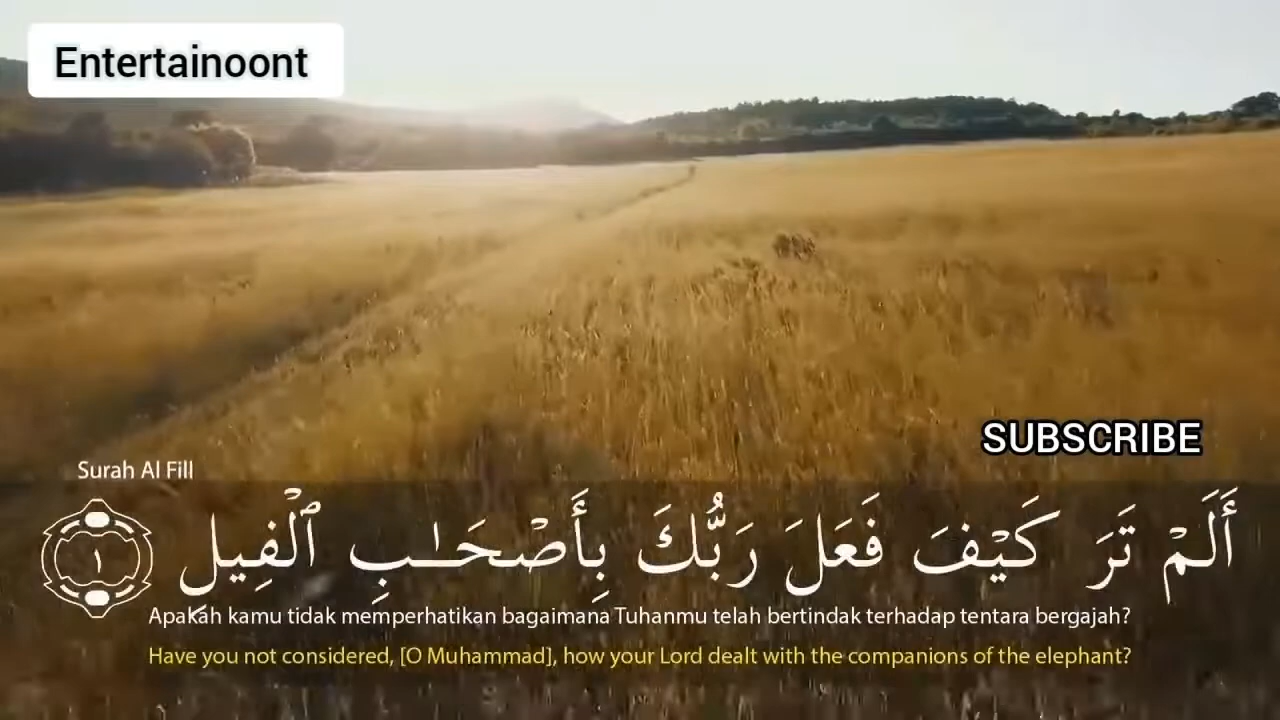 Entertainoont
SUBSCRIBE
Surah Al Fill
أَلَمْ تَرَ كَيْفَ فَعَلَ رَبُّكَ بِأَصْحَـٰبِ ٱلْفِيلِ ١
Apakah kamu tidak memperhatikan bagaimana Tuhanmu telah bertindak terhadap tentara bergajah?
Have you not considered, [O Muhammad], how your Lord dealt with the companions of the elephant?